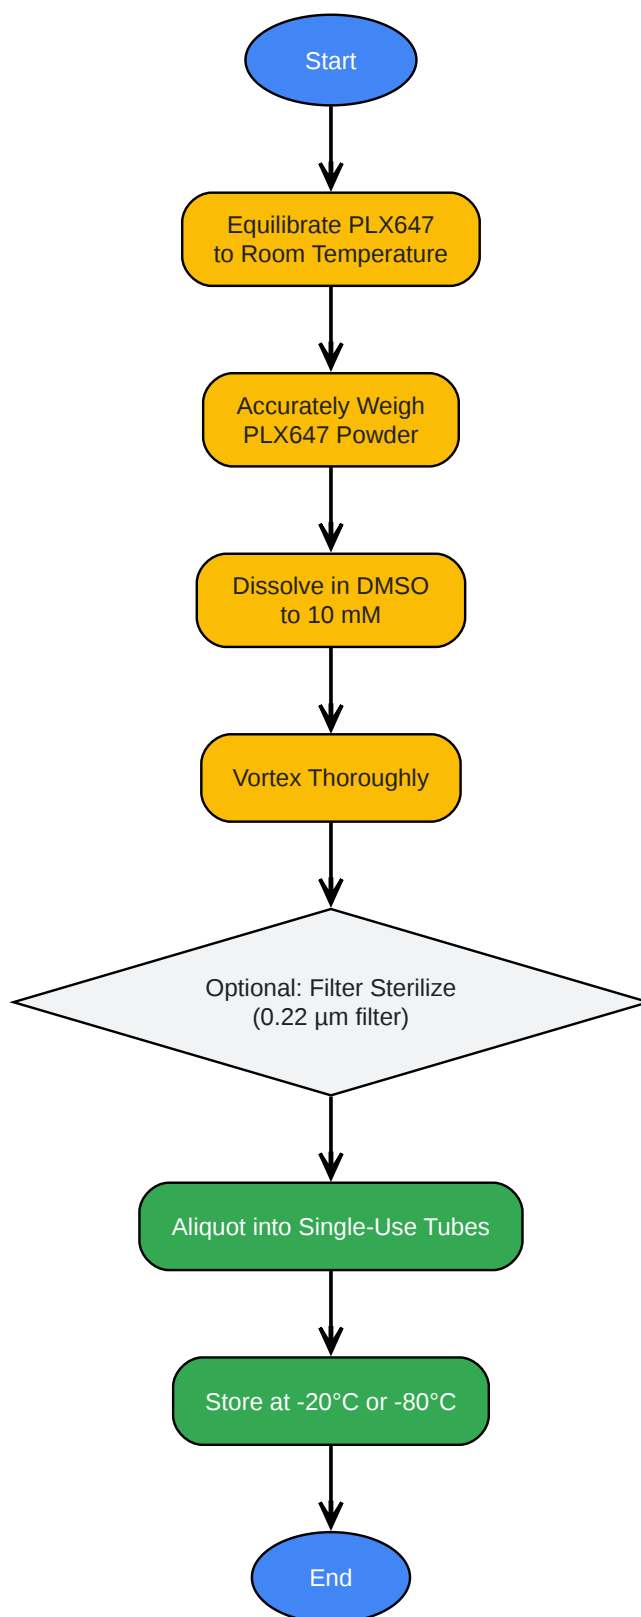 Start
Equilibrate PLX647
to Room Temperature
Accurately Weigh
PLX647 Powder
Dissolve in DMSO
to 10 mM
Vortex Thoroughly
Optional: Filter Sterilize
(0.22 µm filter)
Aliquot into Single-Use Tubes
Store at -20°C or -80°C
End